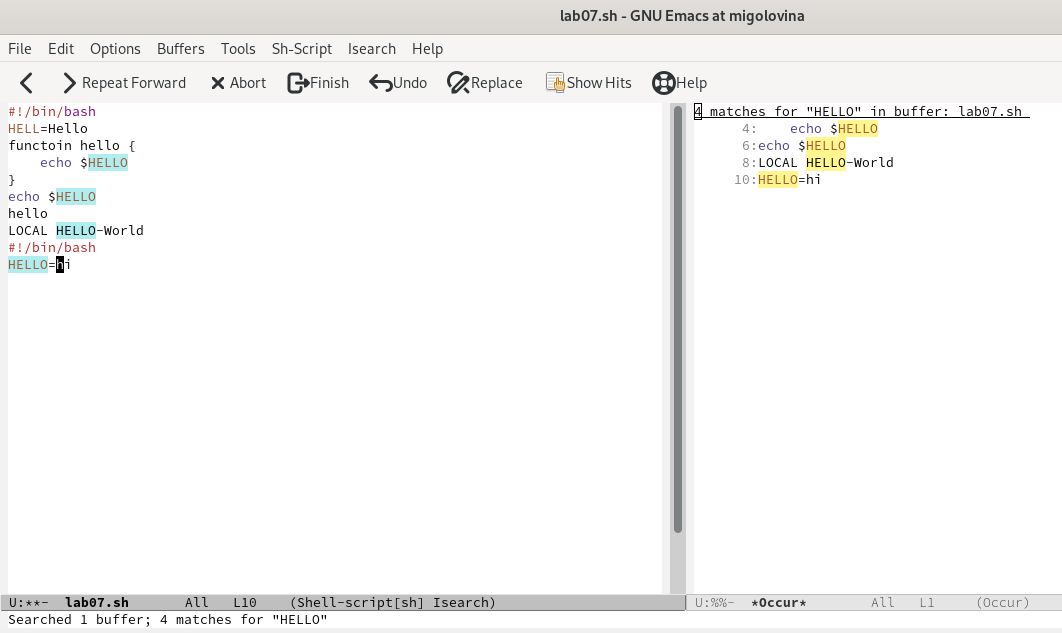 lab07.sh - GNU Emacs at migolovina
File Edit Options Buffers Tools Sh-Script Isearch Help
Repeat Forward Abort Finish Undo Replace Show Hits Help
#!/bin/bash
HELL=Hello
functoin hello {
    echo $HELLO
}
echo $HELLO
hello
LOCAL HELLO-World
#!/bin/bash
HELLO=hi
4 matches for "HELLO" in buffer: lab07.sh
4:    echo $HELLO
6:echo $HELLO
8:LOCAL HELLO-World
10:HELLO=hi
U:**-  lab07.sh       All   L10    (Shell-script[sh] Isearch)
U:%%-  *Occur*        All   L1     (Occur)
Searched 1 buffer; 4 matches for "HELLO"